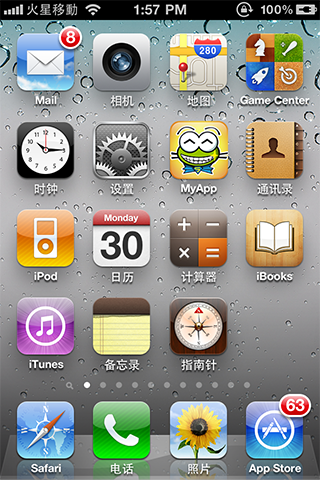 火星移動 1:57 PM 100%
8
280
Mail 相机 地图 Game Center
时钟 设置 MyApp 通讯录
Monday
30
iPod 日历 计算器 iBooks
iTunes 备忘录 指南针
63
Safari 电话 照片 App Store